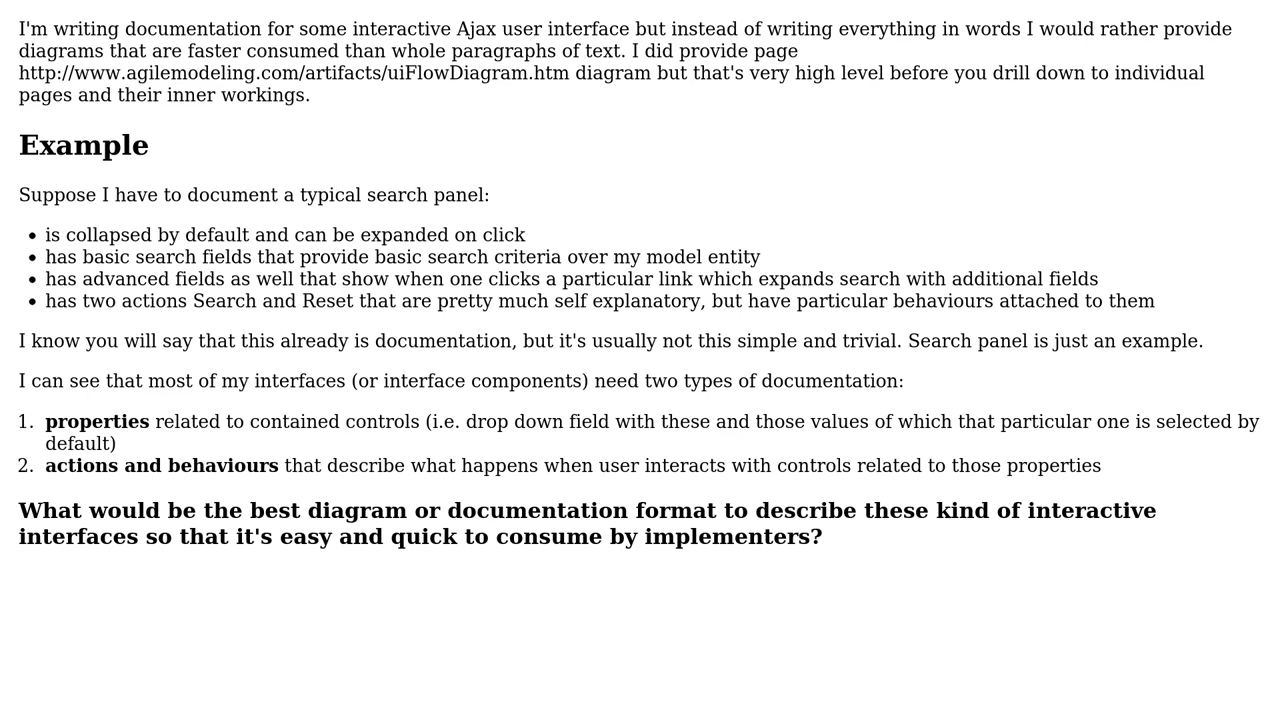 I'm writing documentation for some interactive Ajax user interface but instead of writing everything in words I would rather provide
diagrams that are faster consumed than whole paragraphs of text. I did provide page
http://www.agilemodeling.com/artifacts/uiFlowDiagram.htm diagram but that's very high level before you drill down to individual
pages and their inner workings.
Example
Suppose I have to document a typical search panel:
• is collapsed by default and can be expanded on click
• has basic search fields that provide basic search criteria over my model entity
• has advanced fields as well that show when one clicks a particular link which expands search with additional fields
• has two actions Search and Reset that are pretty much self explanatory, but have particular behaviours attached to them
I know you will say that this already is documentation, but it's usually not this simple and trivial. Search panel is just an example.
I can see that most of my interfaces (or interface components) need two types of documentation:
1. properties related to contained controls (i.e. drop down field with these and those values of which that particular one is selected by
default)
2. actions and behaviours that describe what happens when user interacts with controls related to those properties
What would be the best diagram or documentation format to describe these kind of interactive
interfaces so that it's easy and quick to consume by implementers?